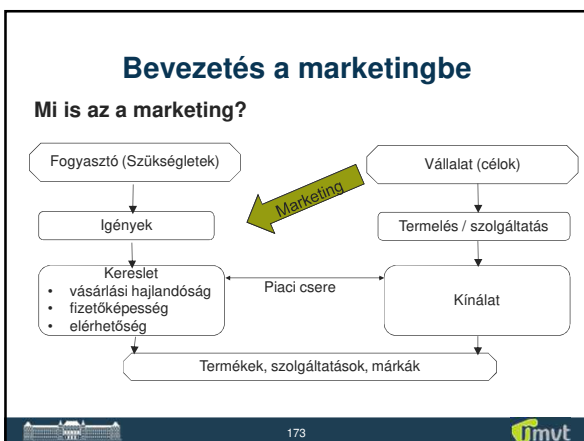 Bevezetés a marketingbe
Mi is az a marketing?
Fogyasztó (Szükségletek)
Vállalat (célok)
Marketing
Igények
Termelés / szolgáltatás
Kereslet
• vásárlási hajlandóság
• fizetőképesség
• elérhetőség
Piaci csere
Kínálat
Termékek, szolgáltatások, márkák
173
mvt